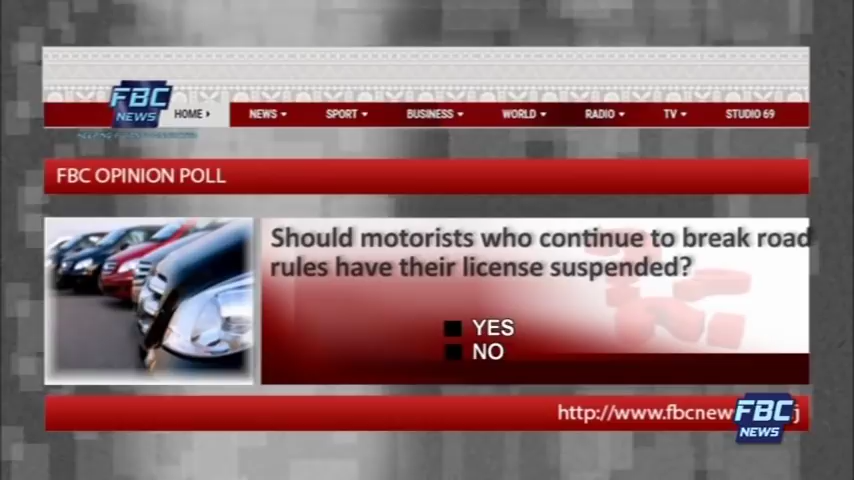 FBC
NEWS
HOME NEWS SPORT BUSINESS WORLD RADIO TV STUDIO 69
FBC OPINION POLL
Should motorists who continue to break road
rules have their license suspended?
YES
NO
http://www.fbcnew
FBC
NEWS